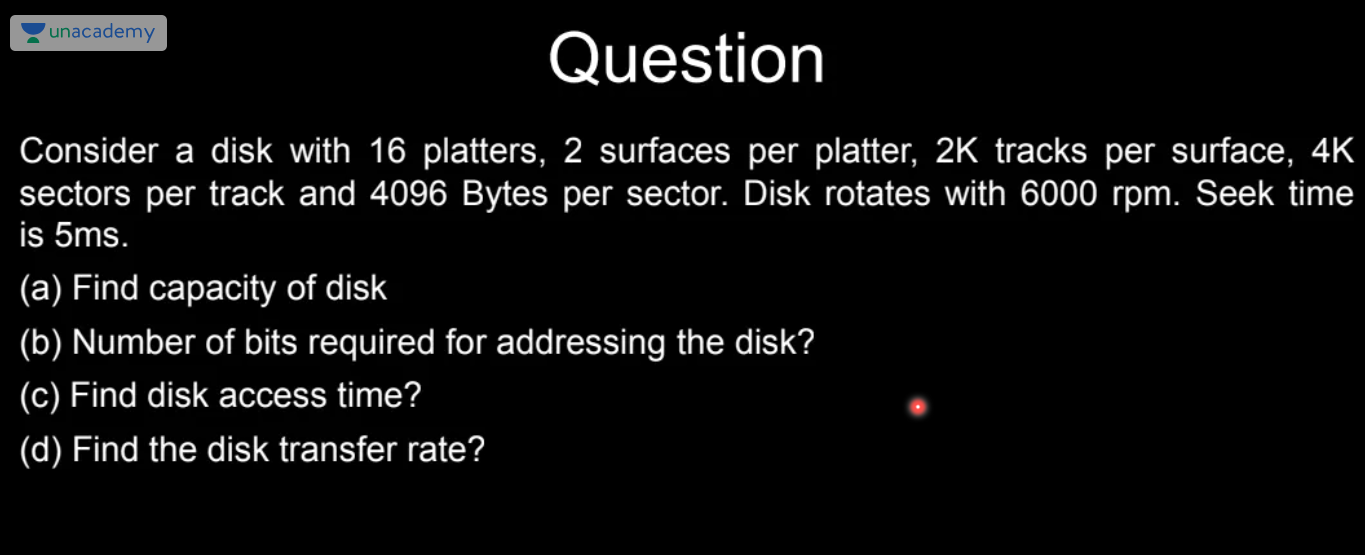 unacademy
Question
Consider a disk with 16 platters, 2 surfaces per platter, 2K tracks per surface, 4K
sectors per track and 4096 Bytes per sector. Disk rotates with 6000 rpm. Seek time
is 5ms.
(a) Find capacity of disk
(b) Number of bits required for addressing the disk?
(c) Find disk access time?
(d) Find the disk transfer rate?